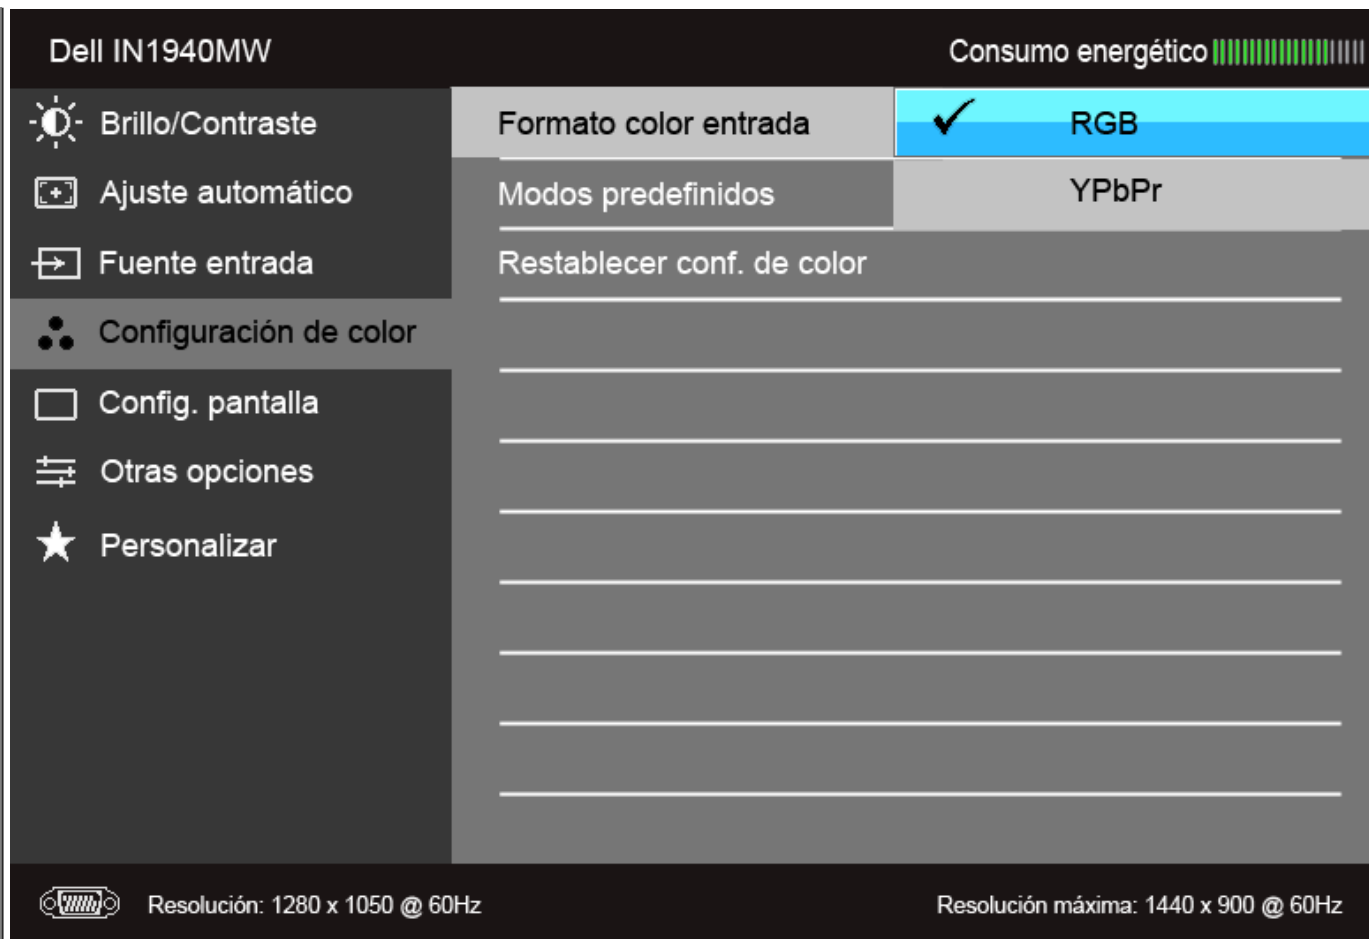 Dell IN1940MW
Consumo energético
Brillo/Contraste
Formato color entrada
RGB
Ajuste automático
Modos predefinidos
YPbPr
Fuente entrada
Restablecer conf. de color
Configuración de color
Config. pantalla
Otras opciones
Personalizar
Resolución: 1280 x 1050 @ 60Hz
Resolución máxima: 1440 x 900 @ 60Hz